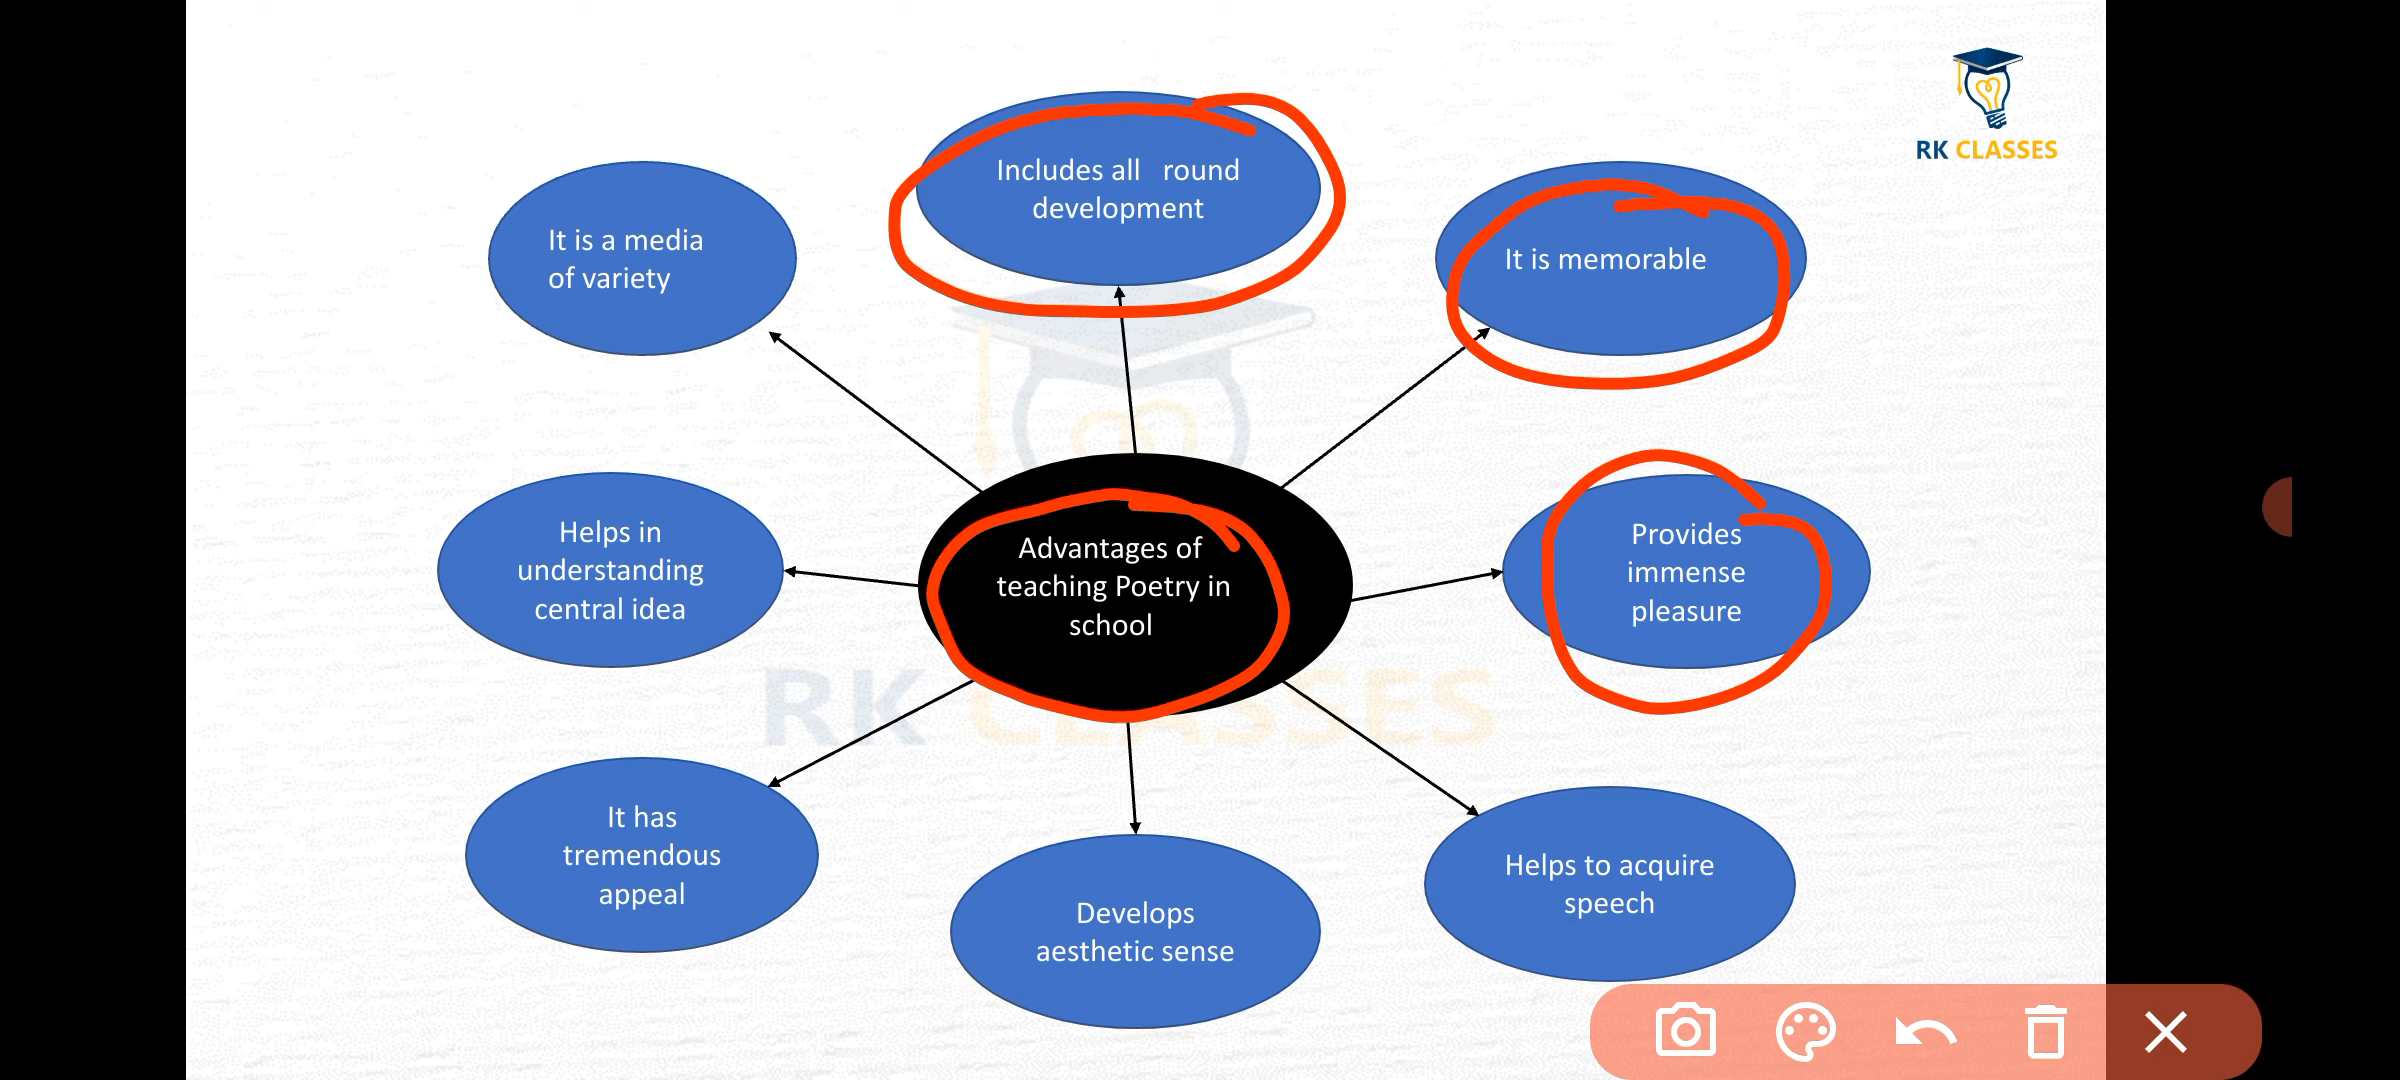 RK CLASSES
Includes all round
development
It is a media
of variety
It is memorable
Helps in
understanding
central idea
Advantages of
teaching Poetry in
school
Provides
immense
pleasure
RK CLASSES
It has
tremendous
appeal
Develops
aesthetic sense
Helps to acquire
speech